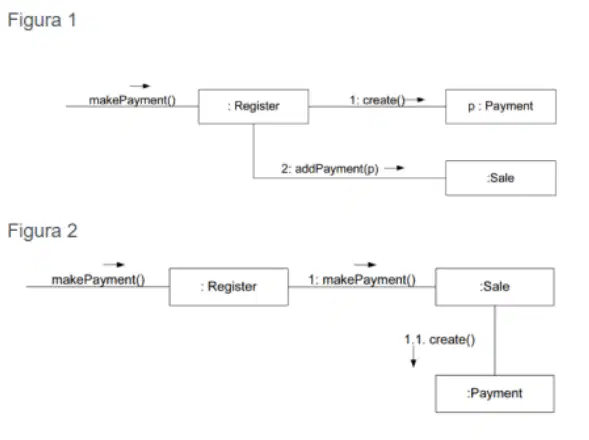 Figura 1
makePayment()
: Register
1: create()
p : Payment
2: addPayment(p)
:Sale
Figura 2
makePayment()
: Register
1: makePayment()
:Sale
1.1. create()
:Payment